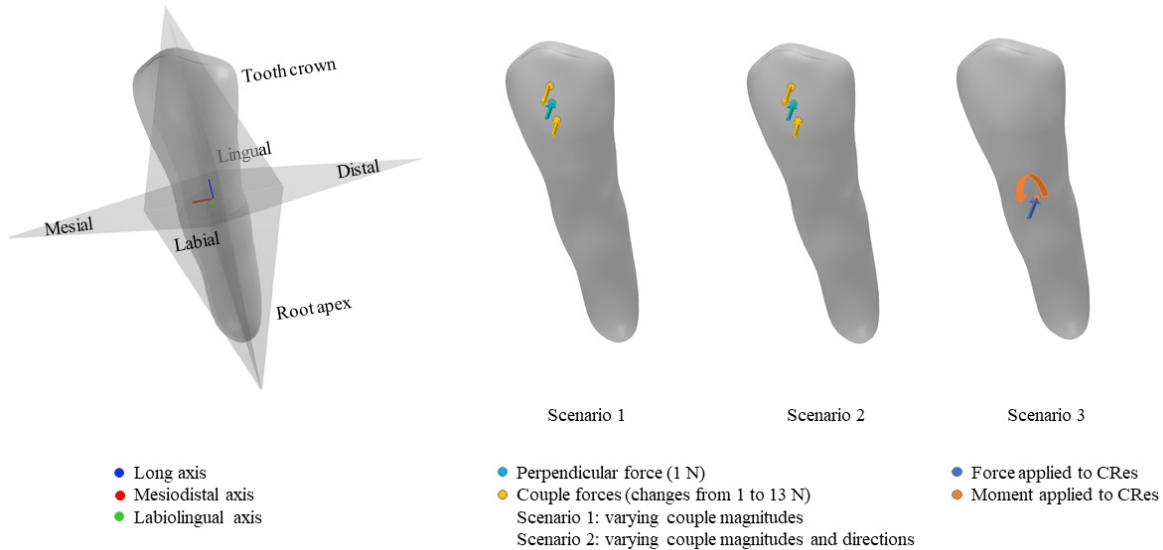 Tooth crown
Lingual
Distal
Mesial
Labial
Root apex
Scenario 1
Scenario 2
Scenario 3
Long axis
Mesiodistal axis
Labiolingual axis
Perpendicular force (1 N)
Couple forces (changes from 1 to 13 N)
Scenario 1: varying couple magnitudes
Scenario 2: varying couple magnitudes and directions
Force applied to CRes
Moment applied to CRes